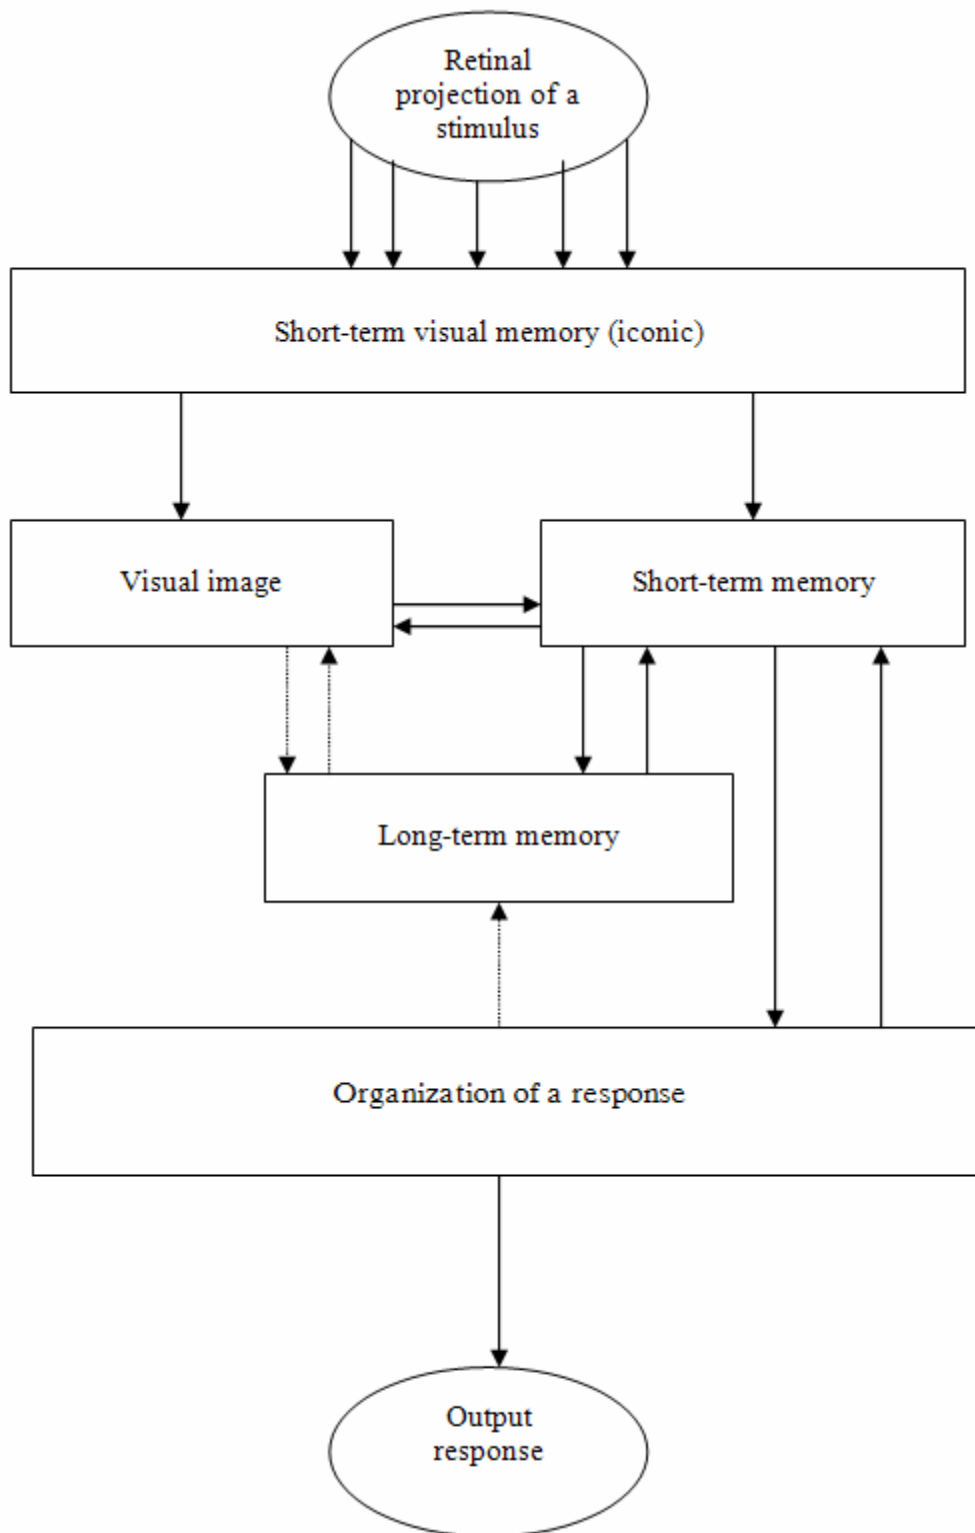 Retinal
projection of a
stimulus
Short-term visual memory (iconic)
Visual image
Short-term memory
Long-term memory
Organization of a response
Output
response